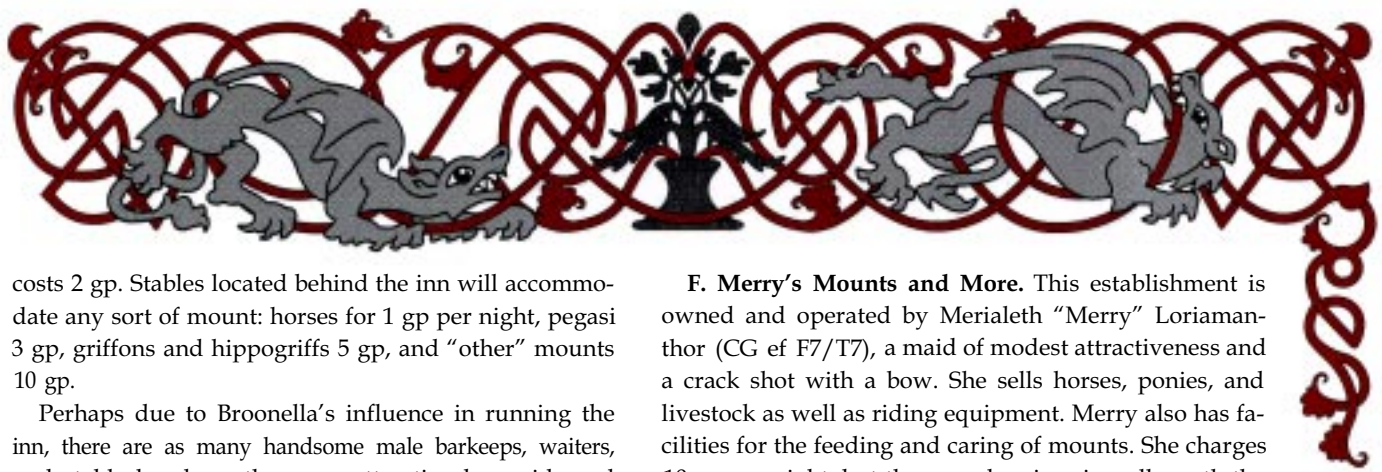 costs 2 gp. Stables located behind the inn will accommo-
date any sort of mount: horses for 1 gp per night, pegasi
3 gp, griffons and hippogriffs 5 gp, and “other” mounts
10 gp.
Perhaps due to Broonella’s influence in running the
inn, there are as many handsome male barkeeps, waiters,
F. Merry’s Mounts and More. This establishment is
owned and operated by Merialeth “Merry” Loriaman-
thor (CG ef F7/T7), a maid of modest attractiveness and
a crack shot with a bow. She sells horses, ponies, and
livestock as well as riding equipment. Merry also has fa-
cilities for the feeding and caring of mounts. She charges